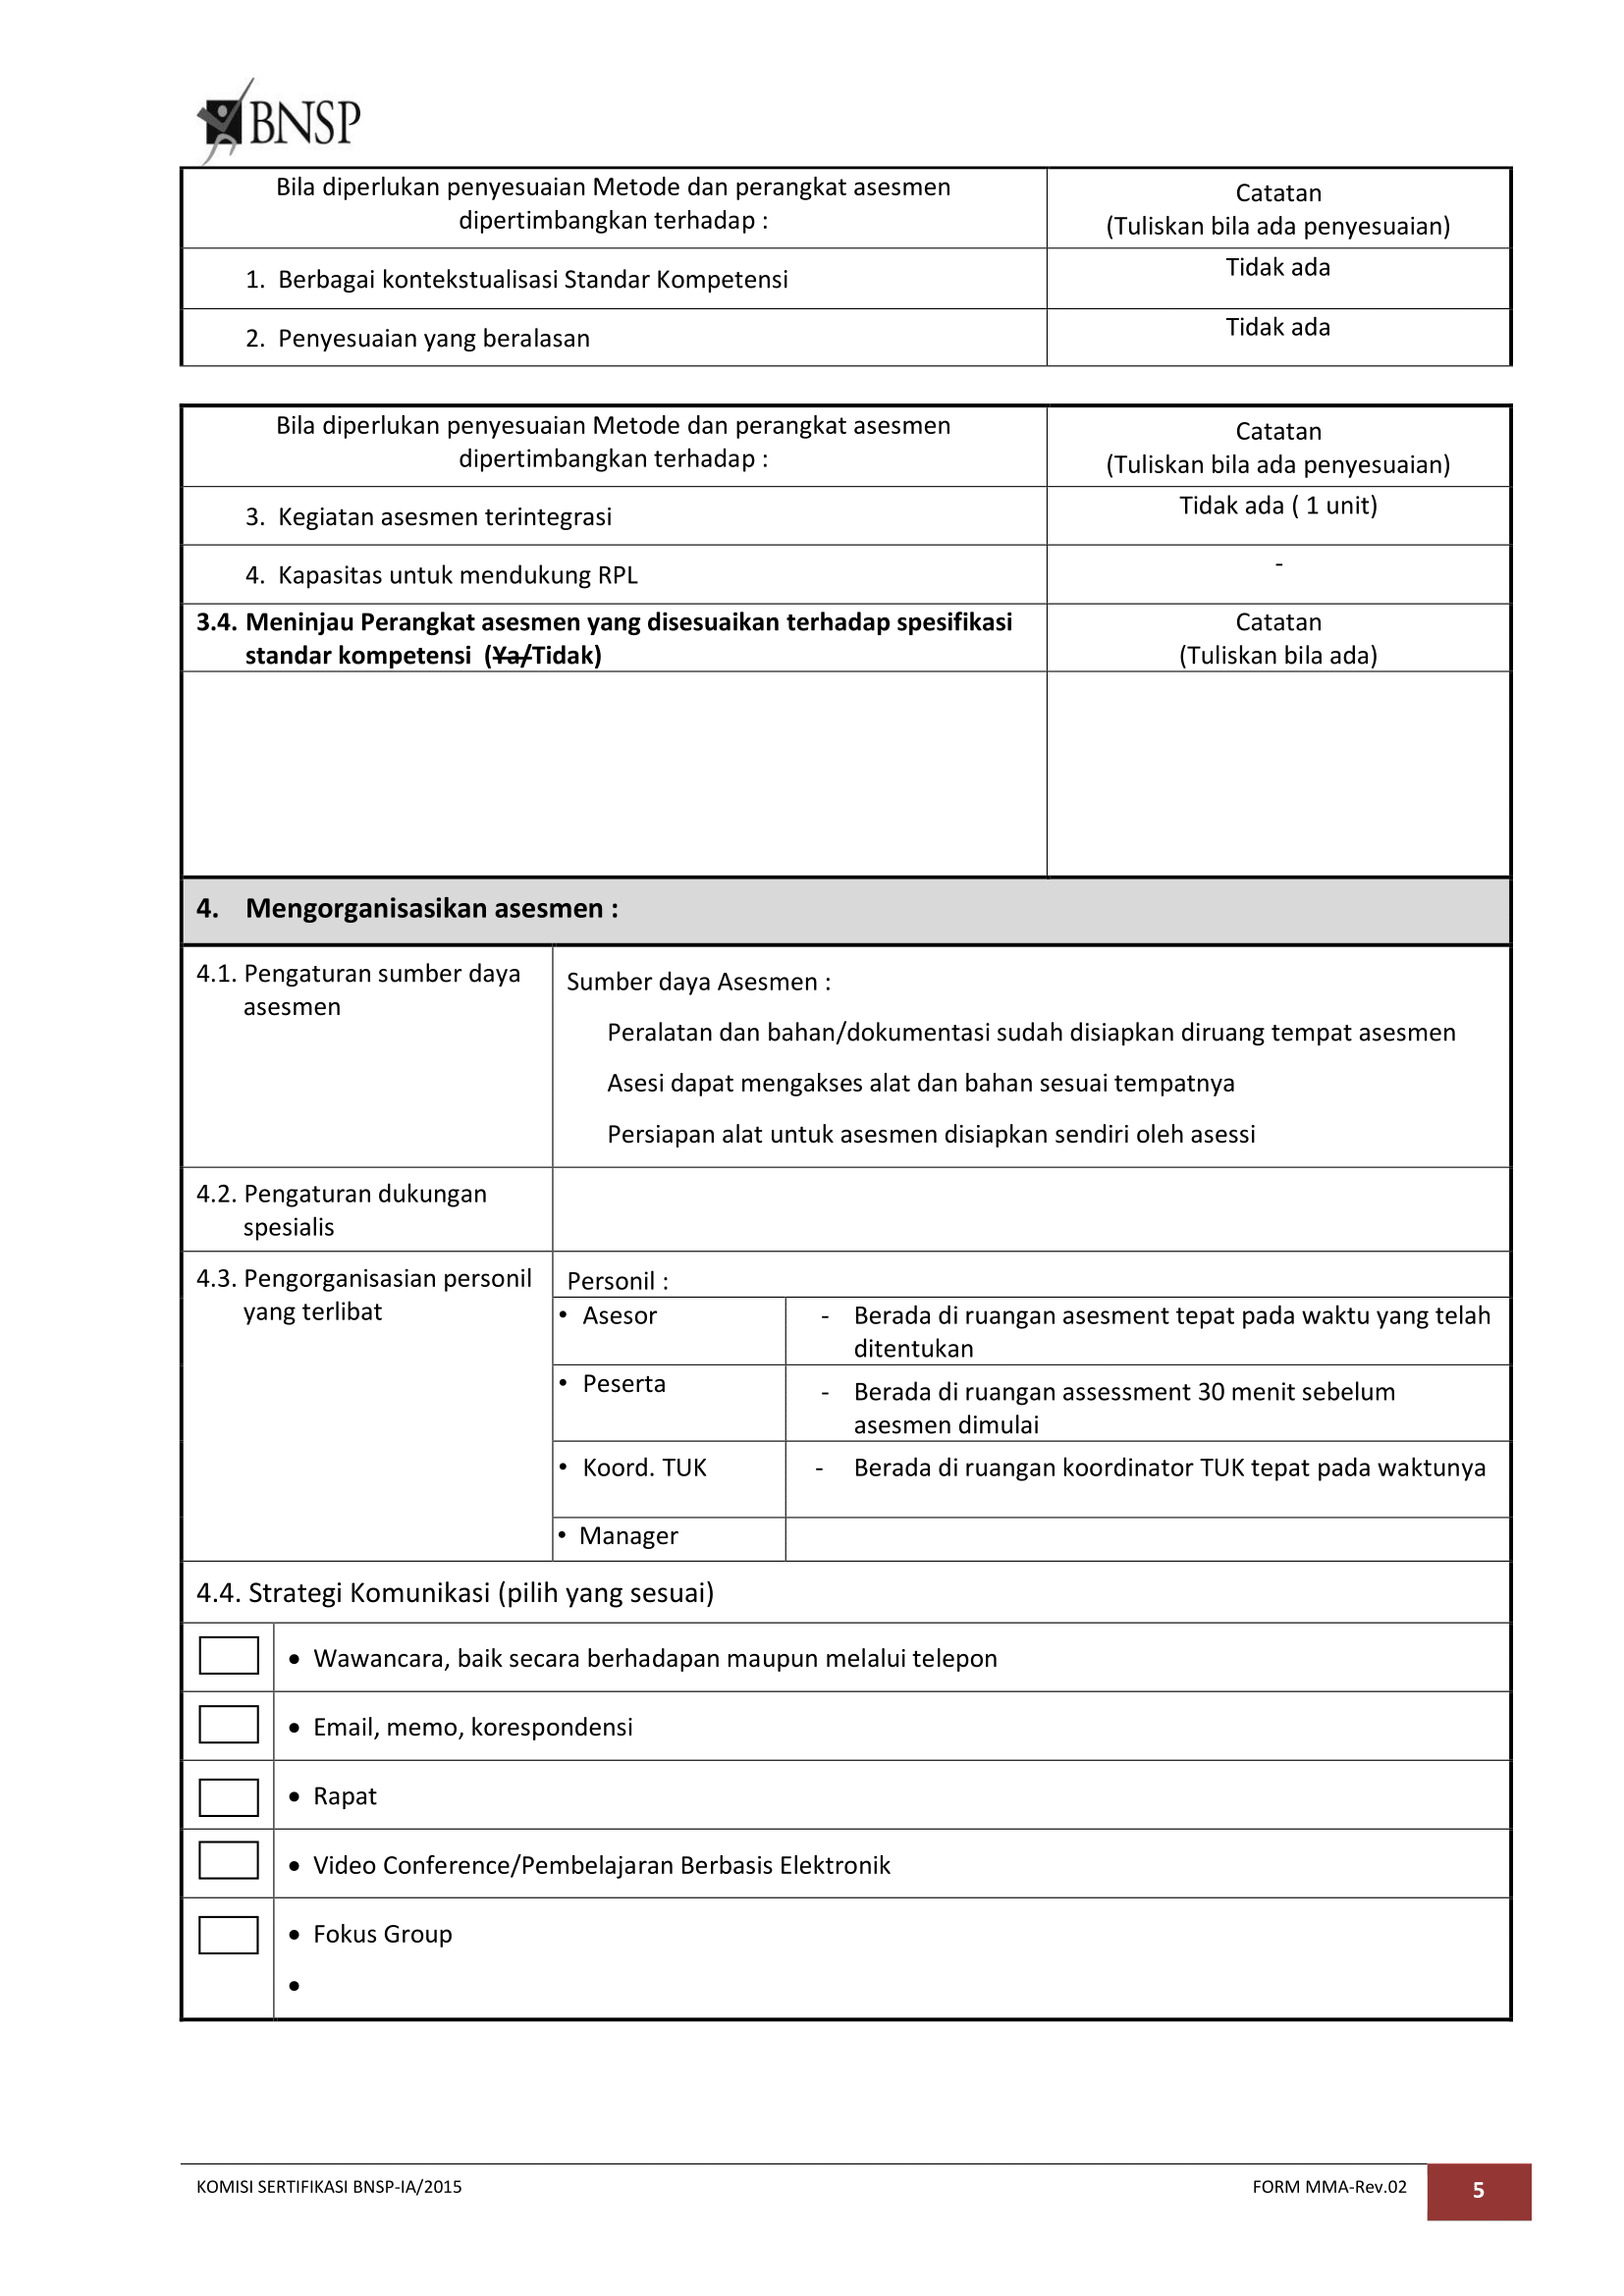 BNSP
Bila diperlukan penyesuaian Metode dan perangkat asesmen
dipertimbangkan terhadap :
Catatan
(Tuliskan bila ada penyesuaian)
1. Berbagai kontekstualisasi Standar Kompetensi
Tidak ada
2. Penyesuaian yang beralasan
Tidak ada
Bila diperlukan penyesuaian Metode dan perangkat asesmen
dipertimbangkan terhadap :
Catatan
(Tuliskan bila ada penyesuaian)
3. Kegiatan asesmen terintegrasi
Tidak ada ( 1 unit)
4. Kapasitas untuk mendukung RPL
-
3.4. Meninjau Perangkat asesmen yang disesuaikan terhadap spesifikasi
standar kompetensi (Ya/Tidak)
Catatan
(Tuliskan bila ada)
4. Mengorganisasikan asesmen :
4.1. Pengaturan sumber daya
asesmen
Sumber daya Asesmen :
Peralatan dan bahan/dokumentasi sudah disiapkan diruang tempat asesmen
Asesi dapat mengakses alat dan bahan sesuai tempatnya
Persiapan alat untuk asesmen disiapkan sendiri oleh asessi
4.2. Pengaturan dukungan
spesialis
4.3. Pengorganisasian personil
yang terlibat
Personil :
• Asesor
- Berada di ruangan asesment tepat pada waktu yang telah
ditentukan
• Peserta
- Berada di ruangan assessment 30 menit sebelum
asesmen dimulai
• Koord. TUK
- Berada di ruangan koordinator TUK tepat pada waktunya
• Manager
4.4. Strategi Komunikasi (pilih yang sesuai)
• Wawancara, baik secara berhadapan maupun melalui telepon
• Email, memo, korespondensi
• Rapat
• Video Conference/Pembelajaran Berbasis Elektronik
• Fokus Group
•
KOMISI SERTIFIKASI BNSP-IA/2015
FORM MMA-Rev.02
5